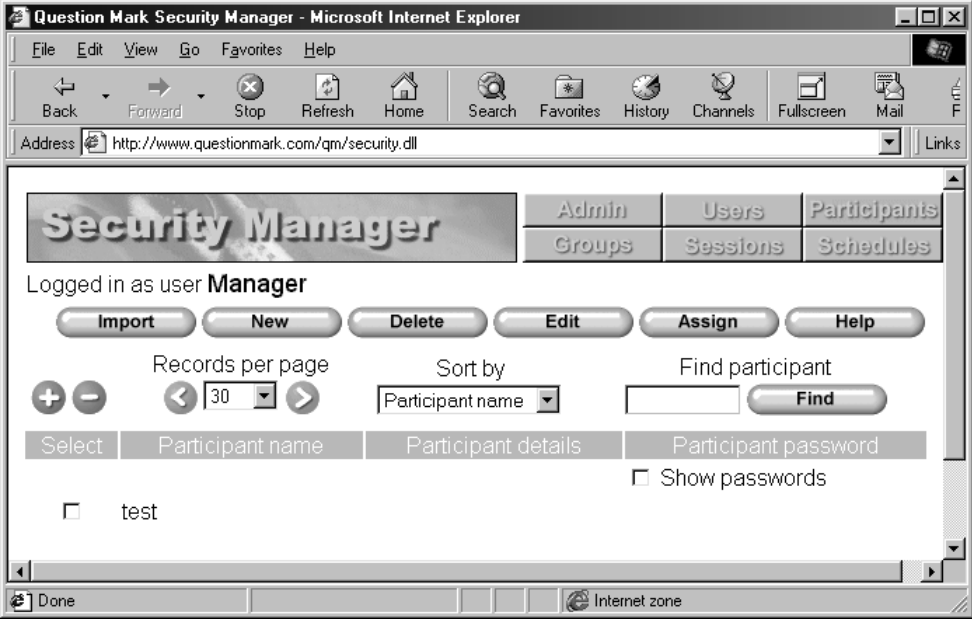 Question Mark Security Manager - Microsoft Internet Explorer
File Edit View Go Favorites Help
Back Forward Stop Refresh Home Search Favorites History Channels Fullscreen Mail F
Address http://www.questionmark.com/qm/security.dll Links
Security Manager
Admin Users Participants
Groups Sessions Schedules
Logged in as user Manager
Import New Delete Edit Assign Help
Records per page Sort by Find participant
30 Participant name Find
Select Participant name Participant details Participant password
Show passwords
test
Done Internet zone